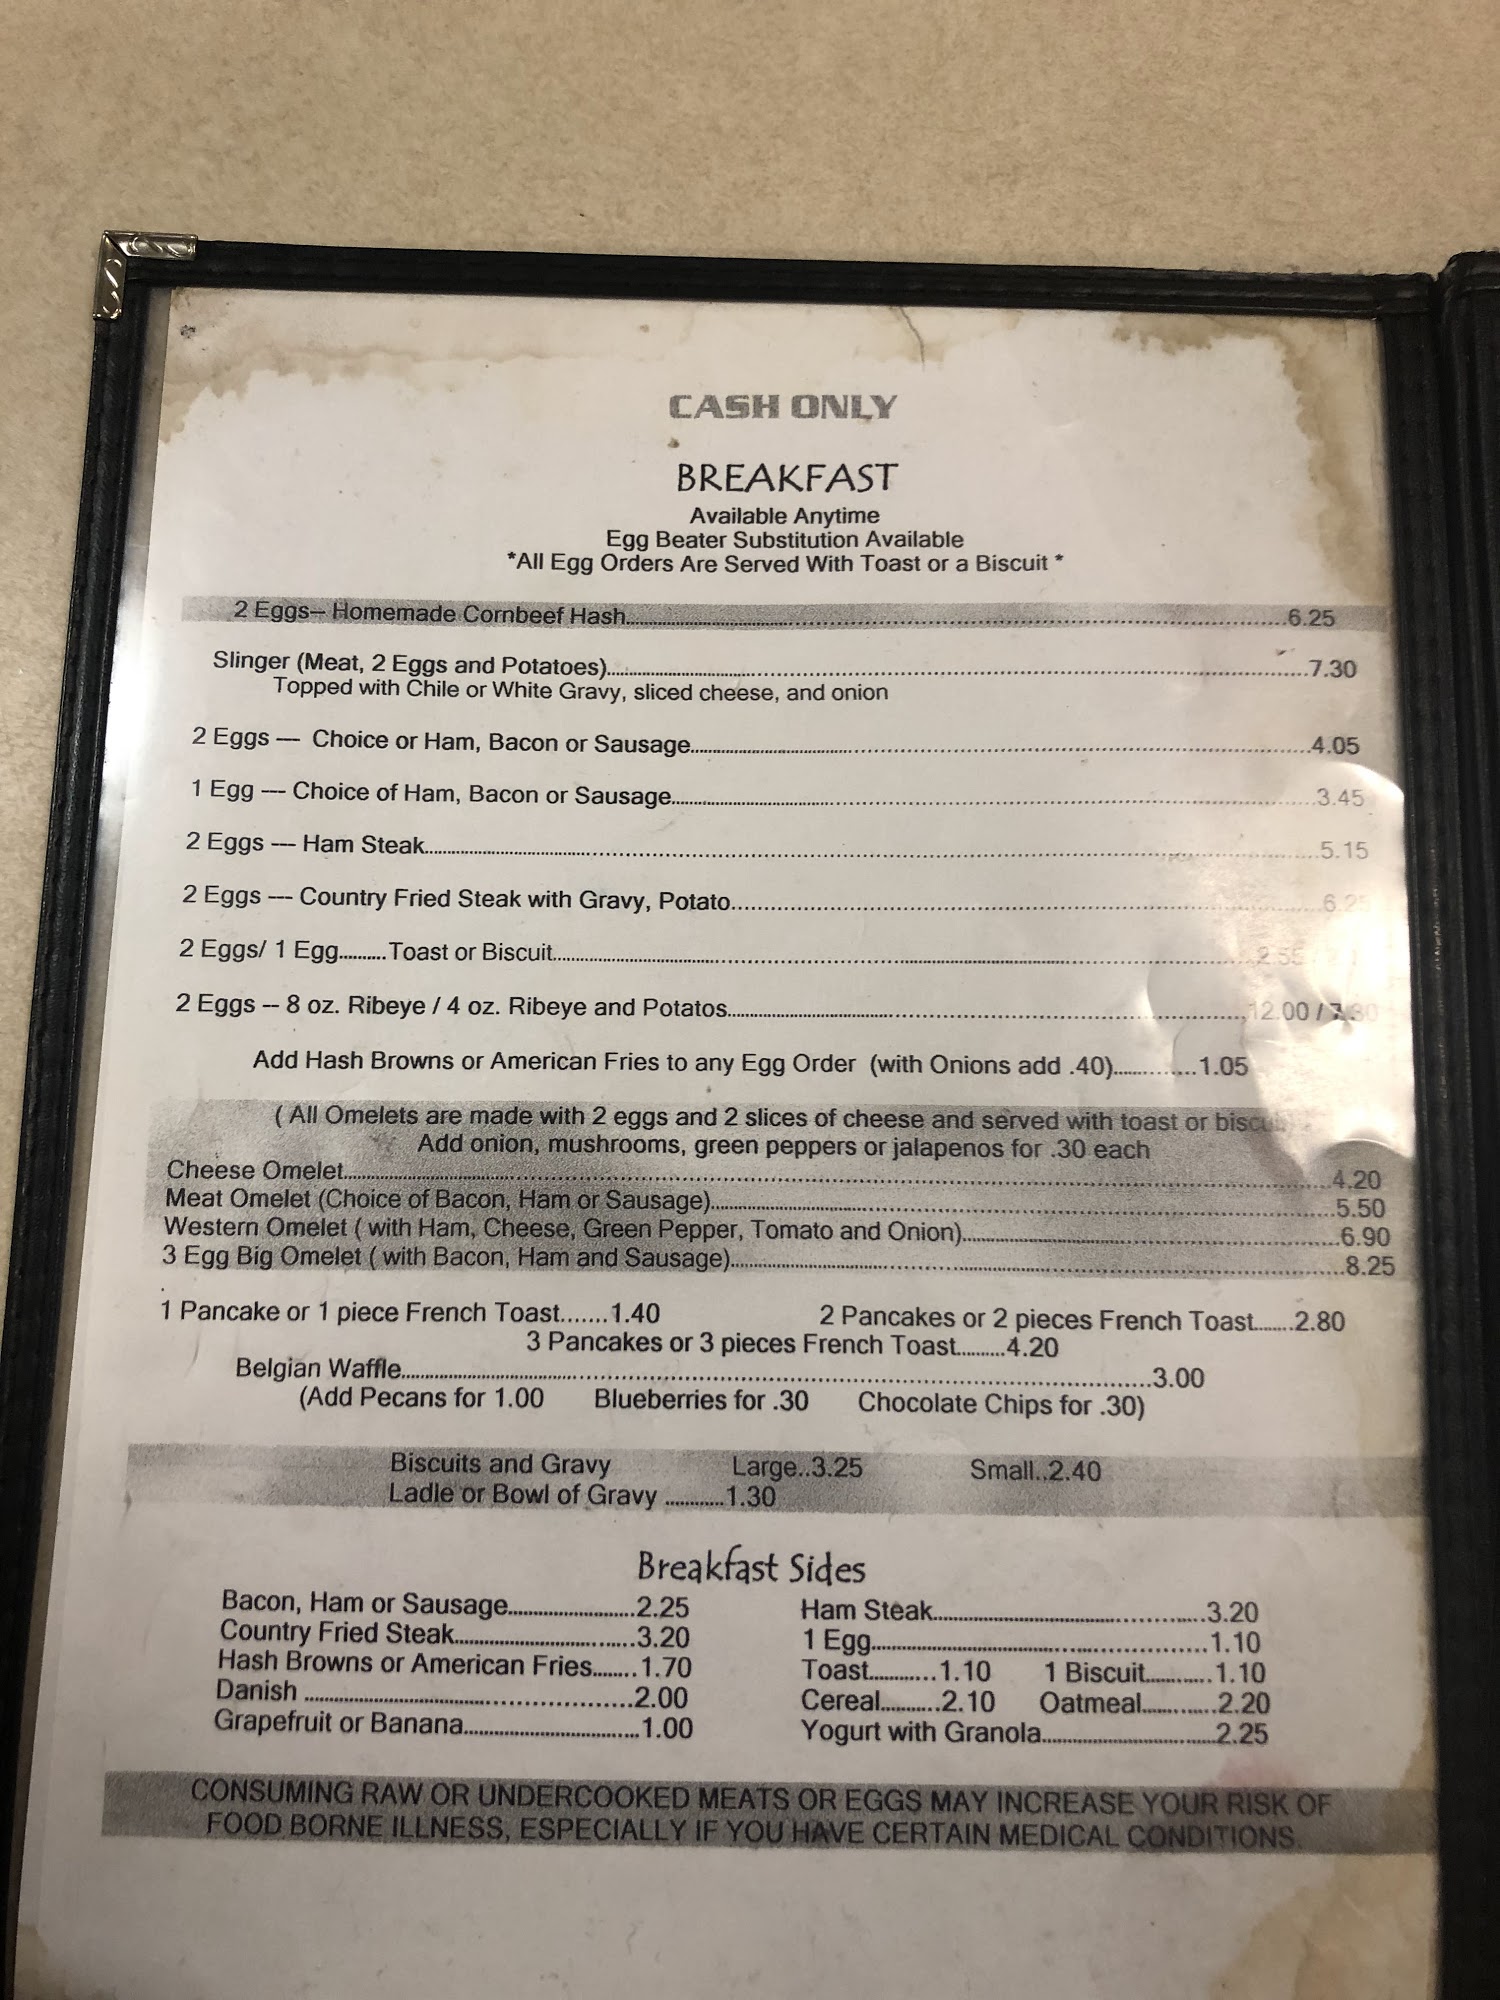 CASH ONLY
BREAKFAST
Available Anytime
Egg Beater Substitution Available
*All Egg Orders Are Served With Toast or a Biscuit *
2 Eggs-- Homemade Cornbeef Hash...6.25
Slinger (Meat, 2 Eggs and Potatoes)...7.30
Topped with Chile or White Gravy, sliced cheese, and onion
2 Eggs --- Choice or Ham, Bacon or Sausage...4.05
1 Egg --- Choice of Ham, Bacon or Sausage...3.45
2 Eggs --- Ham Steak...5.15
2 Eggs --- Country Fried Steak with Gravy, Potato...6.25
2 Eggs/ 1 Egg...Toast or Biscuit...2.55 /
2 Eggs -- 8 oz. Ribeye / 4 oz. Ribeye and Potatos...12.00 /
Add Hash Browns or American Fries to any Egg Order (with Onions add .40)...1.05
( All Omelets are made with 2 eggs and 2 slices of cheese and served with toast or biscuit)
Add onion, mushrooms, green peppers or jalapenos for .30 each
Cheese Omelet...4.20
Meat Omelet (Choice of Bacon, Ham or Sausage)...5.50
Western Omelet ( with Ham, Cheese, Green Pepper, Tomato and Onion)...6.90
3 Egg Big Omelet ( with Bacon, Ham and Sausage)...8.25
1 Pancake or 1 piece French Toast.......1.40 2 Pancakes or 2 pieces French Toast.......2.80
3 Pancakes or 3 pieces French Toast.........4.20
Belgian Waffle...3.00
(Add Pecans for 1.00 Blueberries for .30 Chocolate Chips for .30)
Biscuits and Gravy Large..3.25 Small..2.40
Ladle or Bowl of Gravy ............1.30
Breakfast Sides
Bacon, Ham or Sausage...2.25 Ham Steak...3.20
Country Fried Steak...3.20 1 Egg...1.10
Hash Browns or American Fries........1.70 Toast...........1.10 1 Biscuit............1.10
Danish ...2.00 Cereal..........2.10 Oatmeal.............2.20
Grapefruit or Banana...1.00 Yogurt with Granola...2.25
CONSUMING RAW OR UNDERCOOKED MEATS OR EGGS MAY INCREASE YOUR RISK OF
FOOD BORNE ILLNESS, ESPECIALLY IF YOU HAVE CERTAIN MEDICAL CONDITIONS.